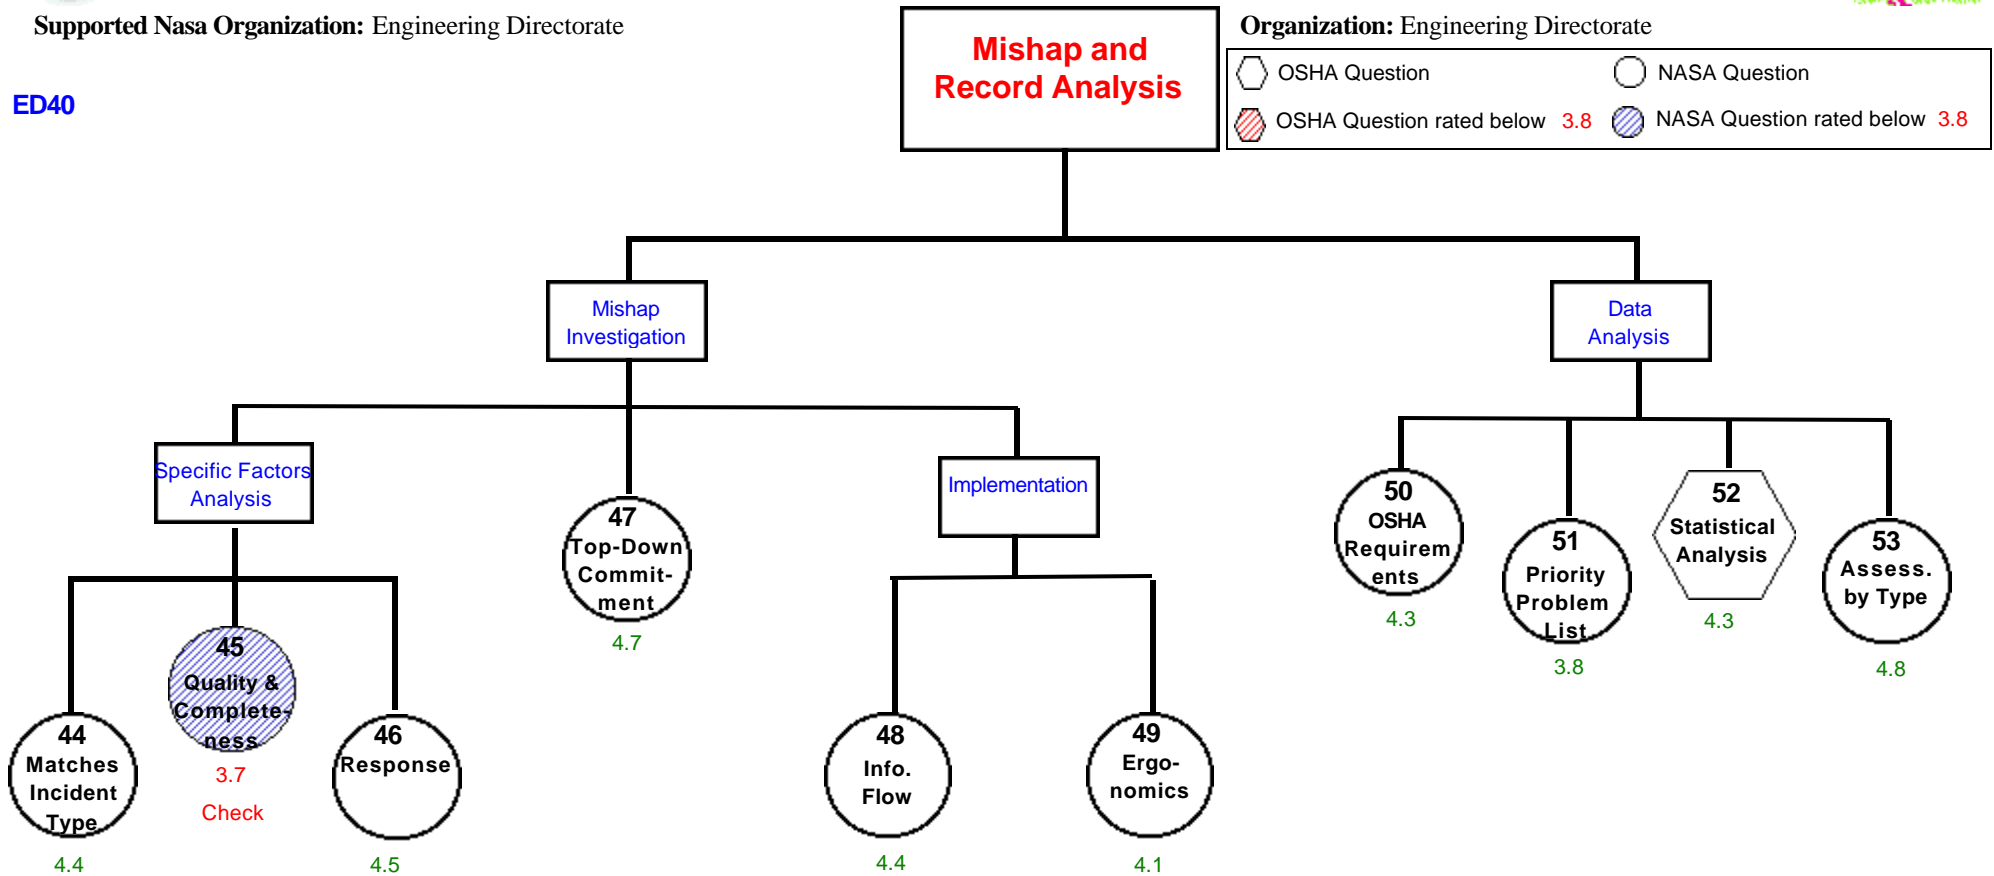 Supported Nasa Organization: Engineering Directorate
Organization: Engineering Directorate
ED40
Mishap and
Record Analysis
OSHA Question
NASA Question
OSHA Question rated below 3.8
NASA Question rated below 3.8
Mishap
Investigation
Data
Analysis
Specific Factors
Analysis
47
Top-Down
Commit-
ment
4.7
Implementation
50
OSHA
Requirem
ents
4.3
51
Priority
Problem
List
3.8
52
Statistical
Analysis
4.3
53
Assess.
by Type
4.8
44
Matches
Incident
Type
4.4
45
Quality &
Complete-
ness
3.7
Check
46
Response
4.5
48
Info.
Flow
4.4
49
Ergo-
nomics
4.1